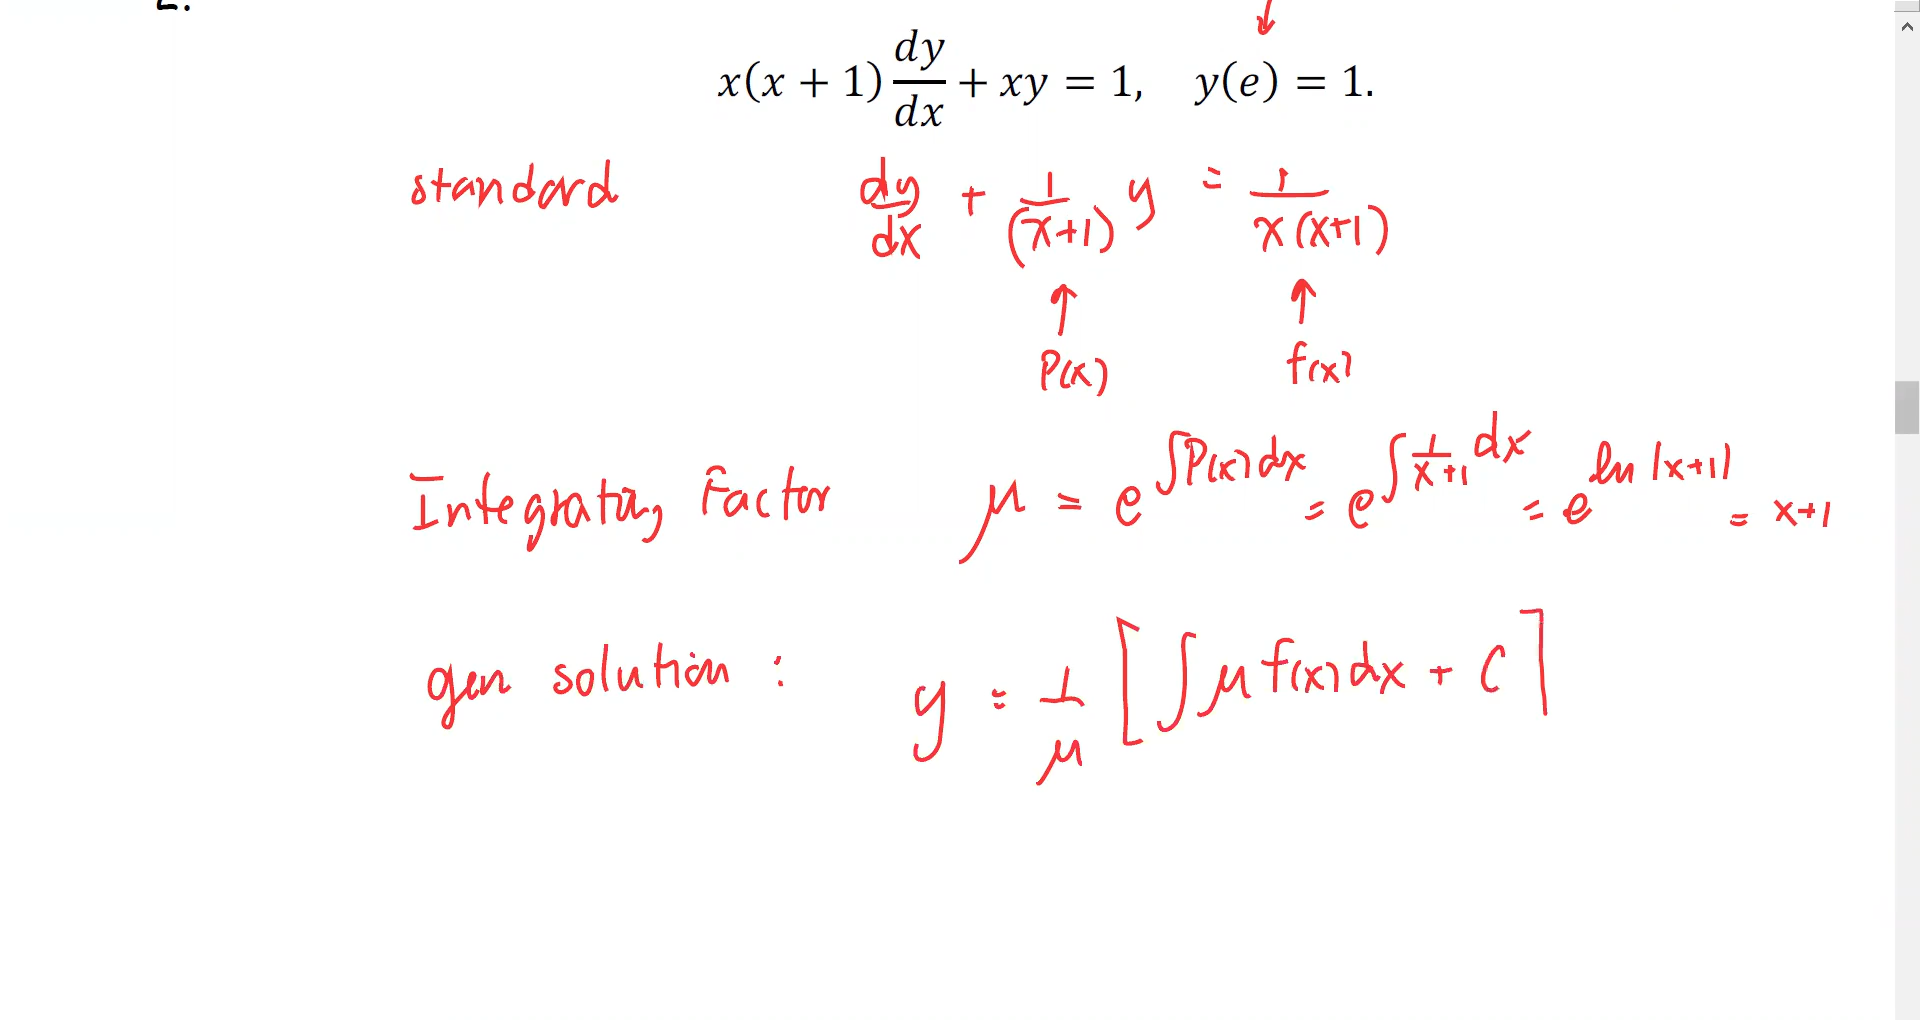 2.
x(x + 1) dy/dx + xy = 1, y(e) = 1.
standard dy/dx + 1/(x+1) y = 1/(x(x+1))
↑ ↑
P(x) f(x)
Integrating Factor μ = e^∫P(x)dx = e^∫1/(x+1) dx = e^ln|x+1| = x+1
gen solution : y = 1/μ [∫ μ f(x) dx + C]